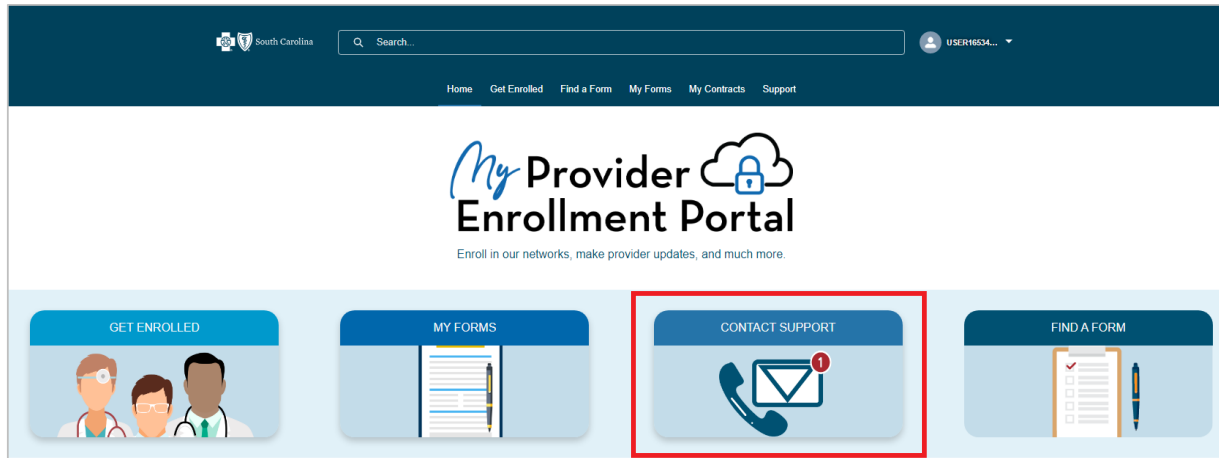 South Carolina
Search...
USER16534...
Home Get Enrolled Find a Form My Forms My Contracts Support
My Provider
Enrollment Portal
Enroll in our networks, make provider updates, and much more.
GET ENROLLED
MY FORMS
CONTACT SUPPORT
FIND A FORM
1